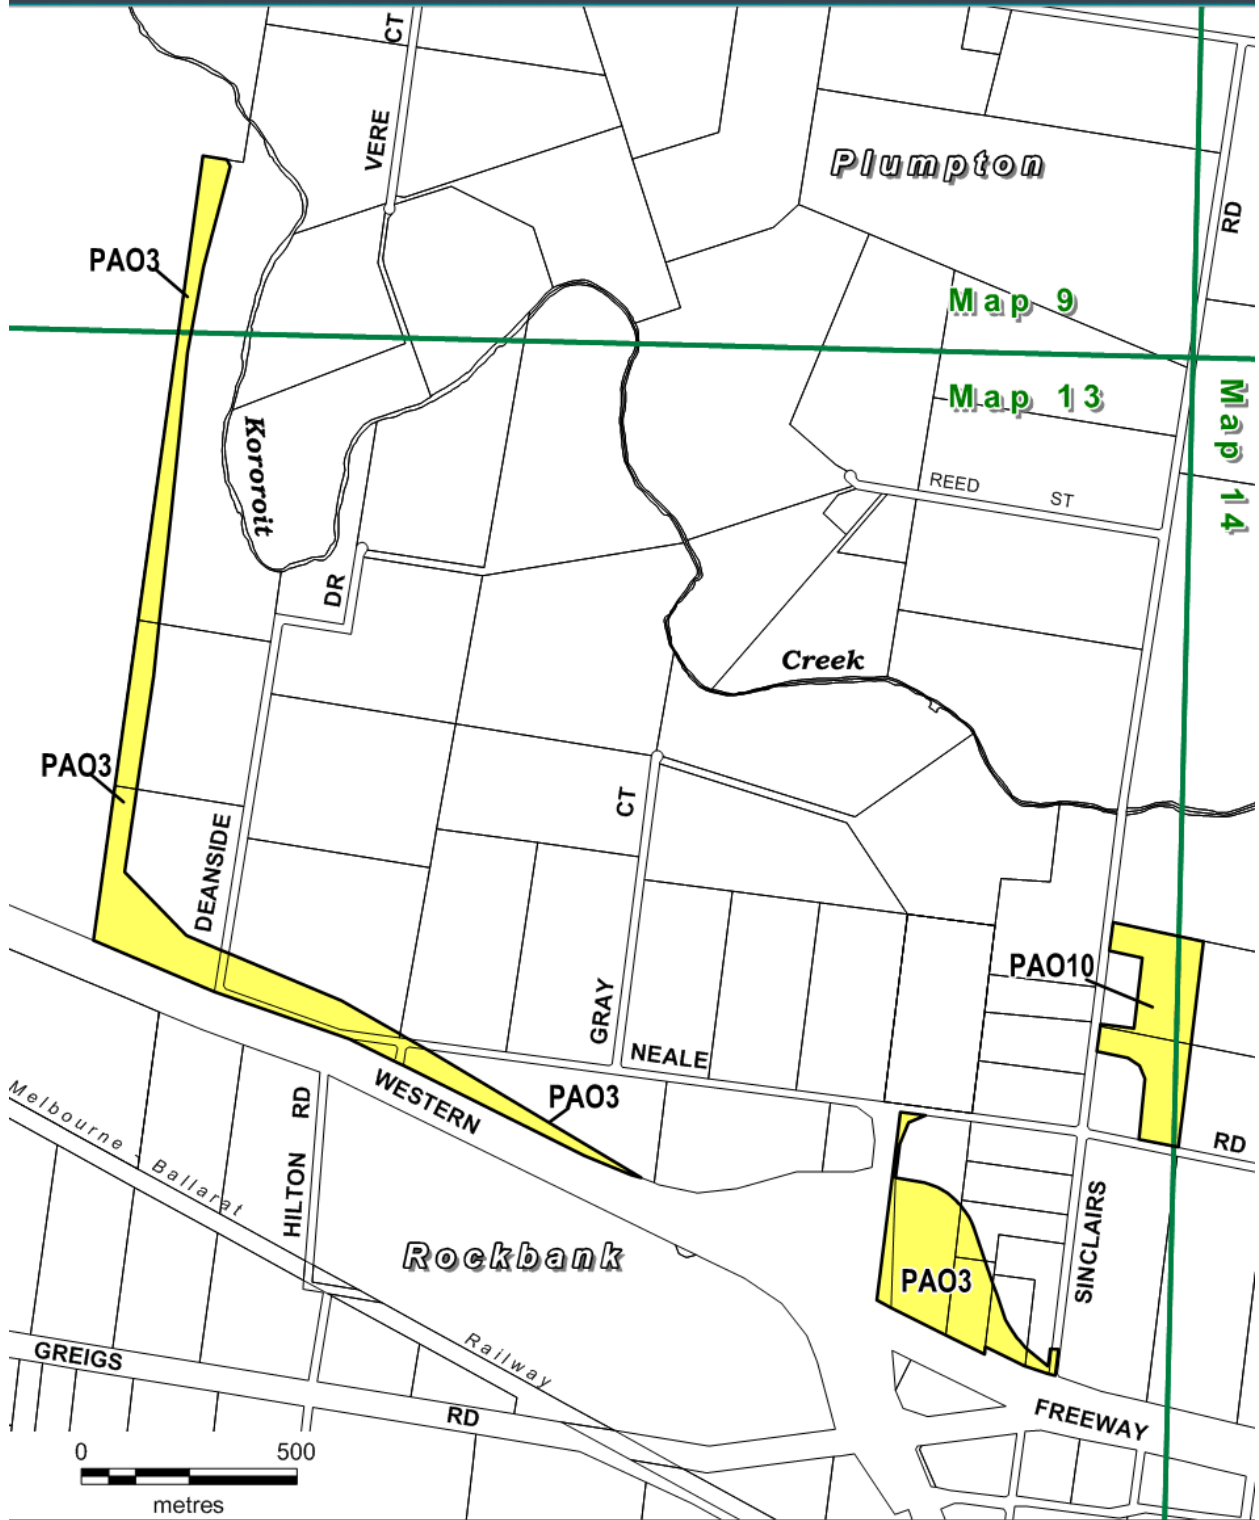 CT
VERE
Plumpton
RD
PAO3
Map 9
Map 13
Map 14
Kororoit
REED ST
DR
Creek
PAO3
CT
DEANSIDE
PAO10
GRAY
NEALE
RD
WESTERN
PAO3
Melbourne - Ballarat
RD
HILTON
SINCLAIRS
Rockbank
PAO3
Railway
GREIGS
RD
FREEWAY
0 500
metres